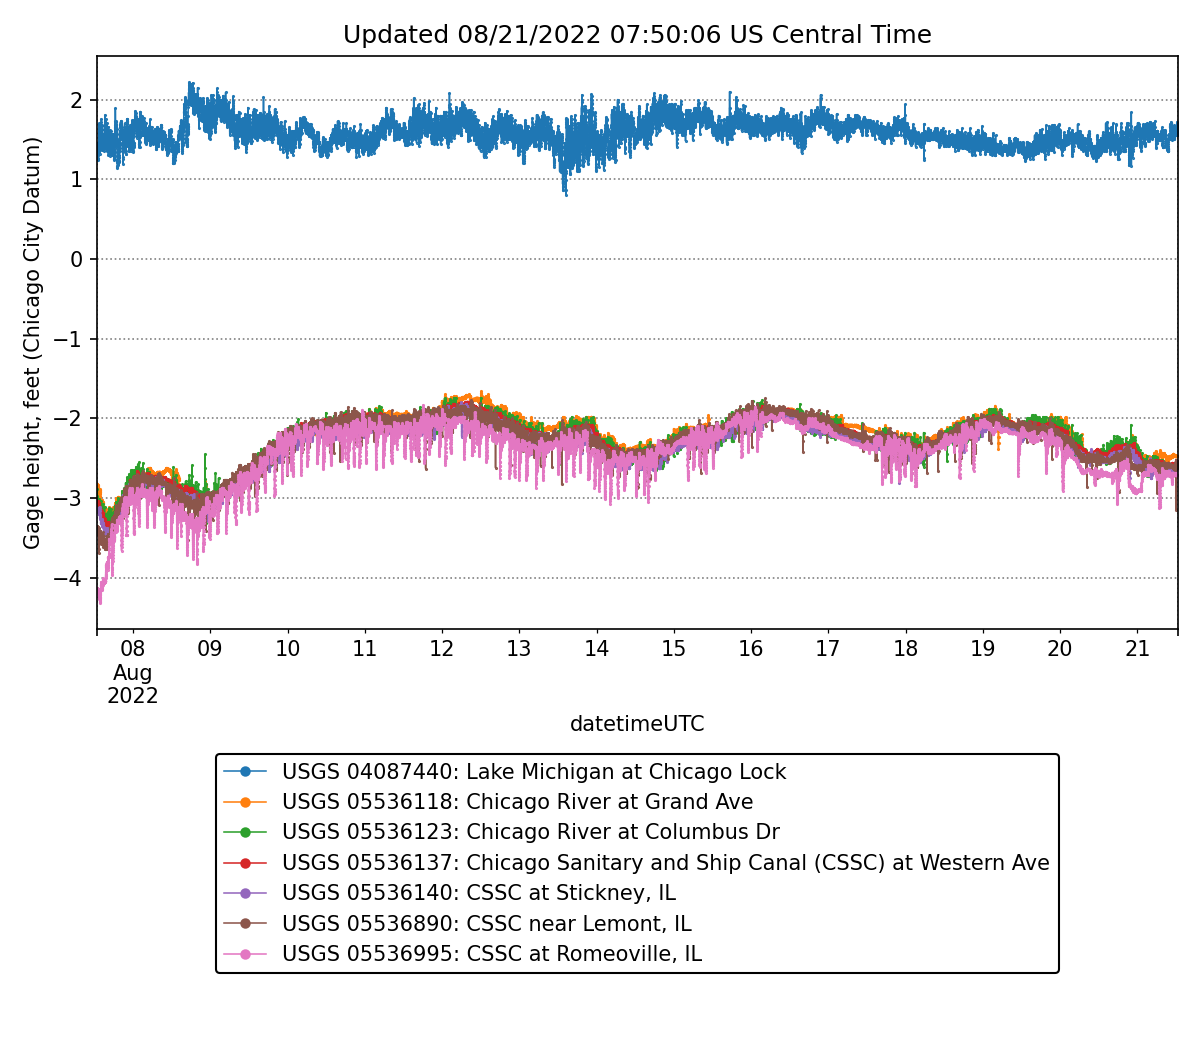 Updated 08/21/2022 07:50:06 US Central Time
Gage height, feet (Chicago City Datum)
2
1
0
−1
−2
−3
−4
08 09 10 11 12 13 14 15 16 17 18 19 20 21
Aug
2022
datetimeUTC
USGS 04087440: Lake Michigan at Chicago Lock
USGS 05536118: Chicago River at Grand Ave
USGS 05536123: Chicago River at Columbus Dr
USGS 05536137: Chicago Sanitary and Ship Canal (CSSC) at Western Ave
USGS 05536140: CSSC at Stickney, IL
USGS 05536890: CSSC near Lemont, IL
USGS 05536995: CSSC at Romeoville, IL